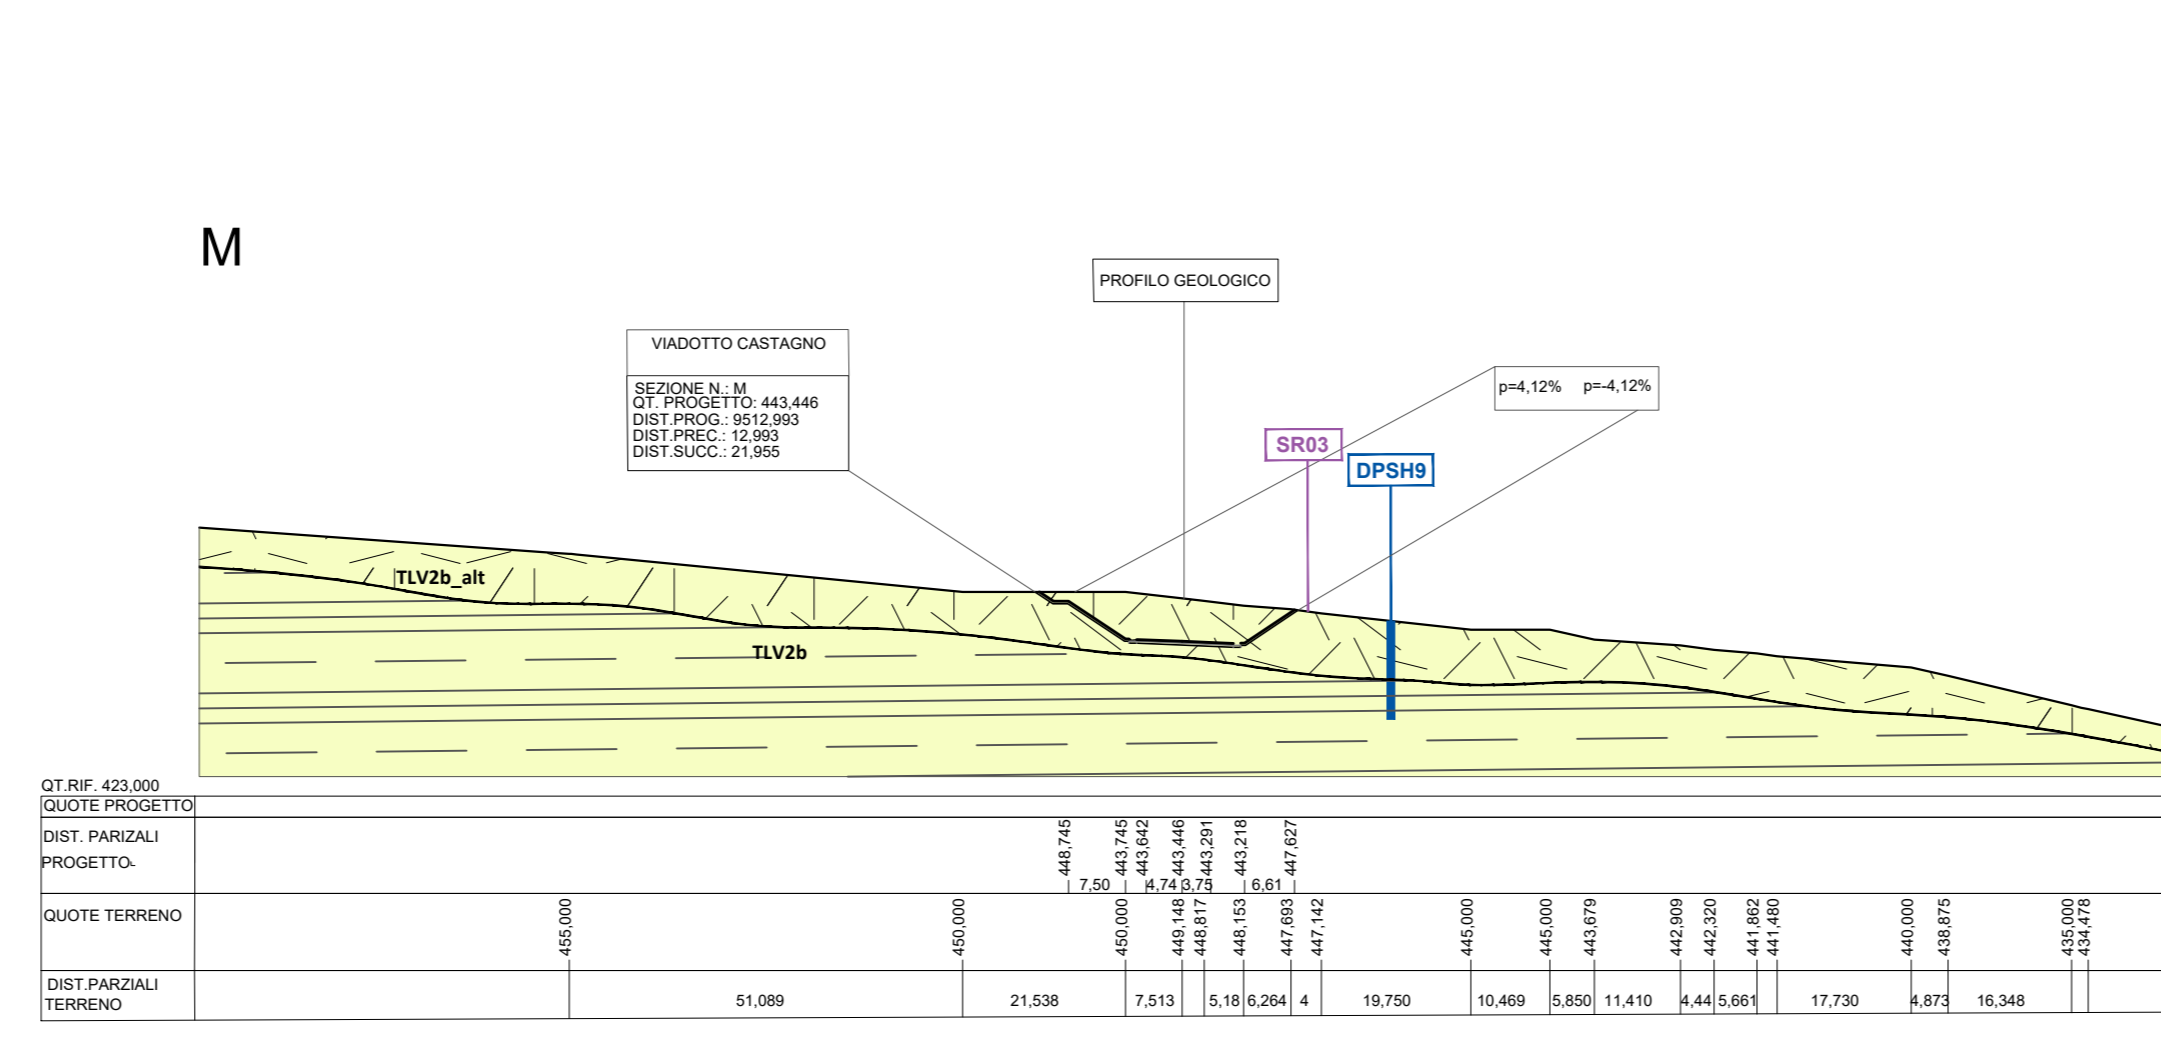 M
PROFILO GEOLOGICO
VIADOTTO CASTAGNO
SEZIONE N.: M
QT. PROGETTO: 443,446
DIST.PROG.: 9512,993
DIST.PREC.: 12,993
DIST.SUCC.: 21,955
p=4,12% p=-4,12%
SR03
DPSH9
TLV2b_alt
TLV2b
QT.RIF. 423,000
QUOTE PROGETTO
DIST. PARIZALI
PROGETTO
448,745 443,745 443,642 443,446 443,291 443,218 447,627
7,50 4,74 3,75 6,61
QUOTE TERRENO
455,000 450,000 450,000 449,148 448,817 448,153 447,693 447,142 445,000 445,000 443,679 442,909 442,320 441,862 441,480 440,000 438,875 435,000 434,478
DIST.PARZIALI
TERRENO
51,089 21,538 7,513 5,18 6,264 4 19,750 10,469 5,850 11,410 4,44 5,661 17,730 4,873 16,348